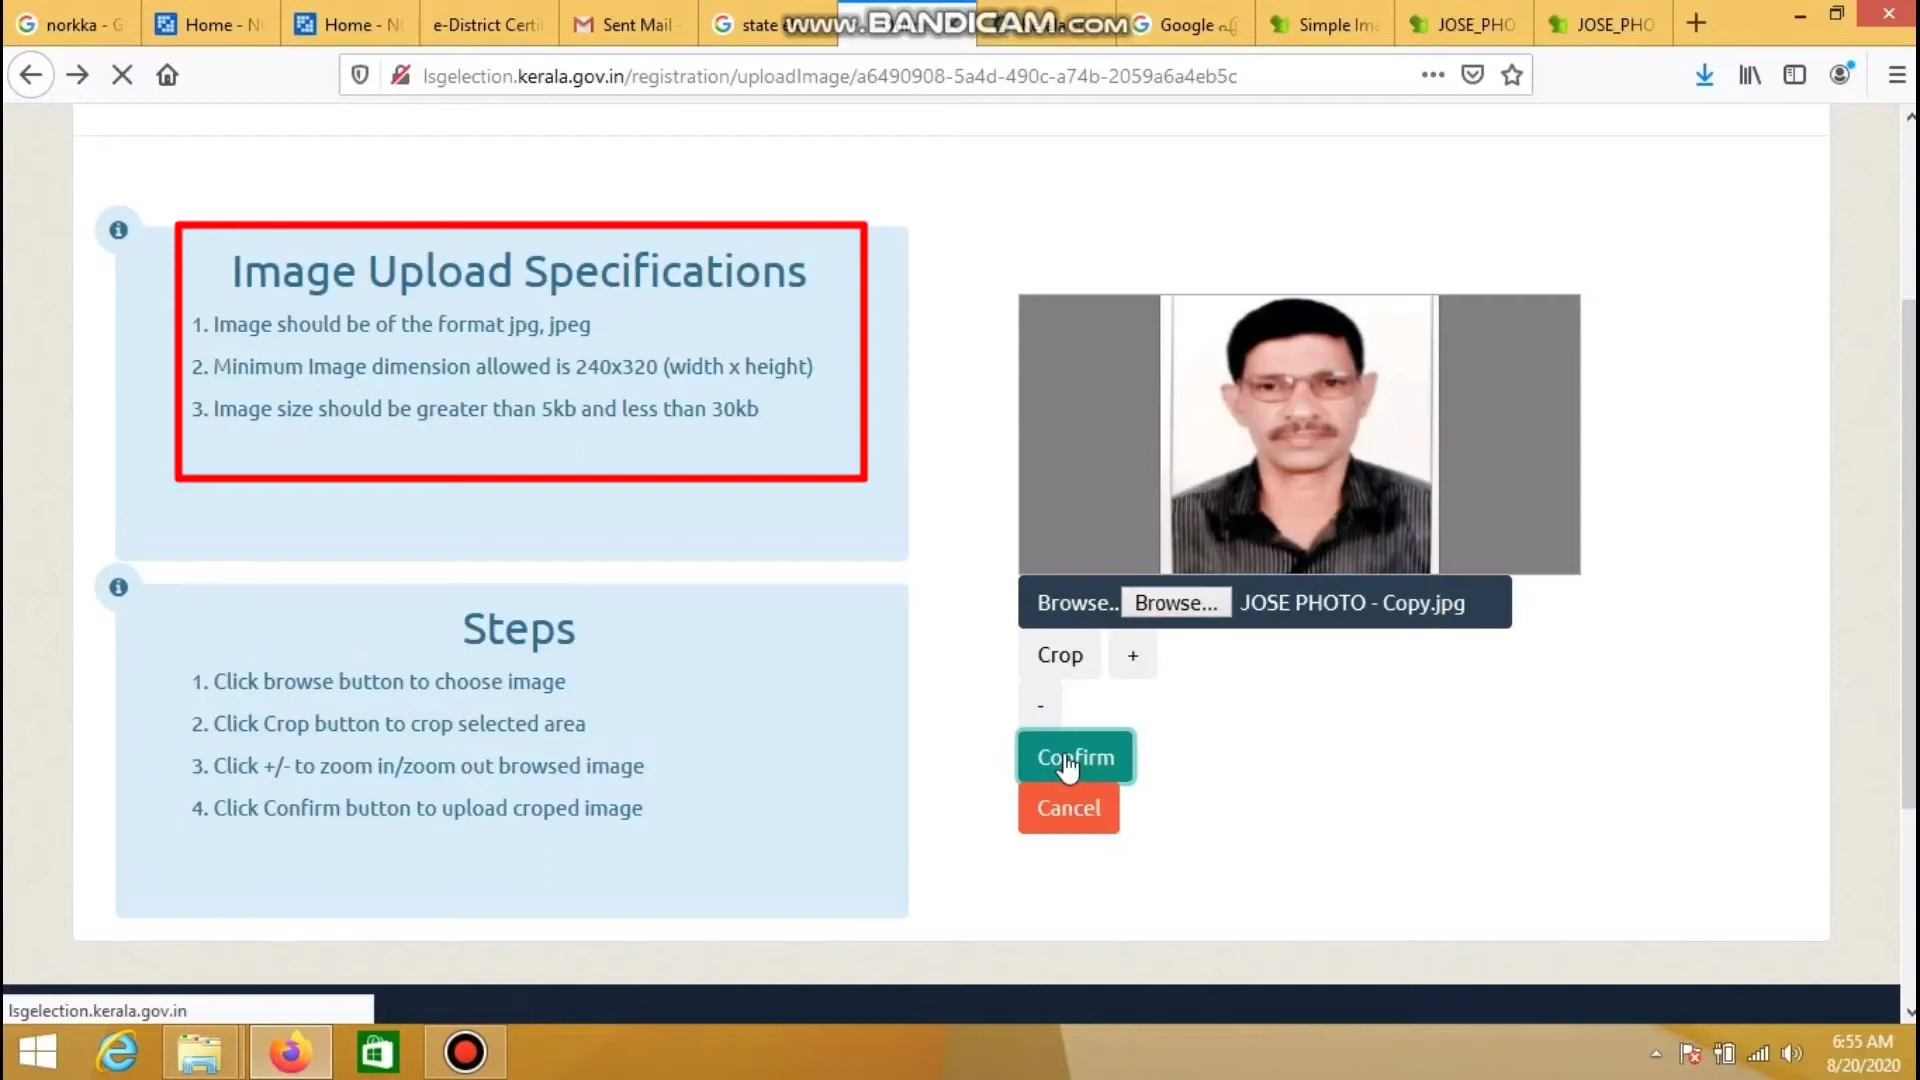 norkka - G
Home - N
Home - N
e-District Certi
Sent Mail -
state
www.BANDICAM.com
Google
Simple Im
JOSE_PHO
JOSE_PHO
lsgelection.kerala.gov.in/registration/uploadImage/a6490908-5a4d-490c-a74b-2059a6a4eb5c
Image Upload Specifications
1. Image should be of the format jpg, jpeg
2. Minimum Image dimension allowed is 240x320 (width x height)
3. Image size should be greater than 5kb and less than 30kb
Steps
1. Click browse button to choose image
2. Click Crop button to crop selected area
3. Click +/- to zoom in/zoom out browsed image
4. Click Confirm button to upload croped image
Browse.. Browse... JOSE PHOTO - Copy.jpg
Crop +
-
Confirm
Cancel
lsgelection.kerala.gov.in
6:55 AM
8/20/2020